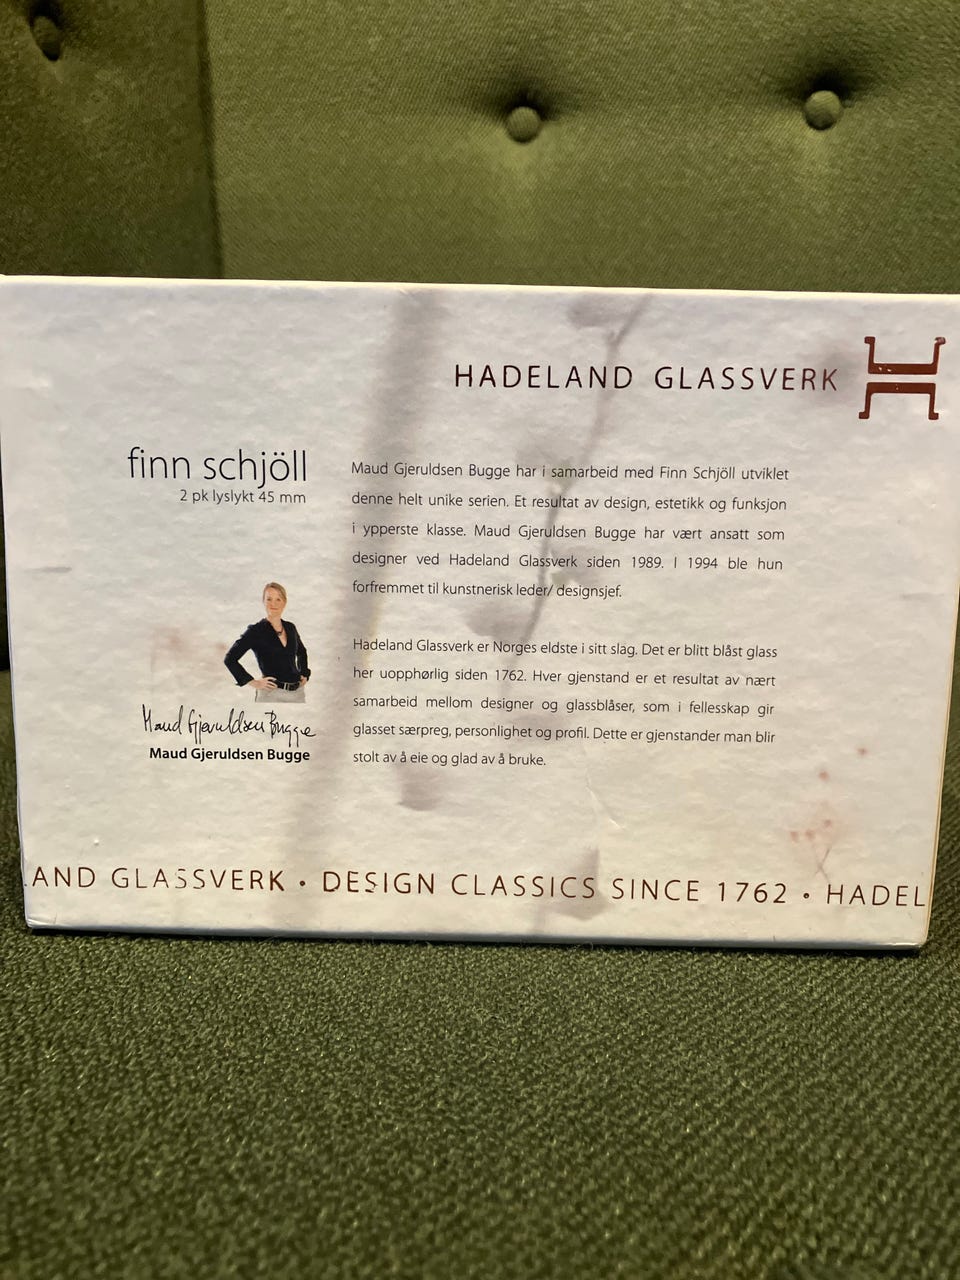 HADELAND GLASSVERK
finn schjöll
2 pk lyslykt 45 mm
Maud Gjeruldsen Bugge har i samarbeid med Finn Schjöll utviklet
denne helt unike serien. Et resultat av design, estetikk og funksjon
i ypperste klasse. Maud Gjeruldsen Bugge har vært ansatt som
designer ved Hadeland Glassverk siden 1989. I 1994 ble hun
forfremmet til kunstnerisk leder/ designsjef.
Hadeland Glassverk er Norges eldste i sitt slag. Det er blitt blåst glass
her uopphørlig siden 1762. Hver gjenstand er et resultat av nært
samarbeid mellom designer og glassblåser, som i fellesskap gir
glasset særpreg, personlighet og profil. Dette er gjenstander man blir
stolt av å eie og glad av å bruke.
Maud Gjeruldsen Bugge
Maud Gjeruldsen Bugge
AND GLASSVERK • DESIGN CLASSICS SINCE 1762 • HADEL